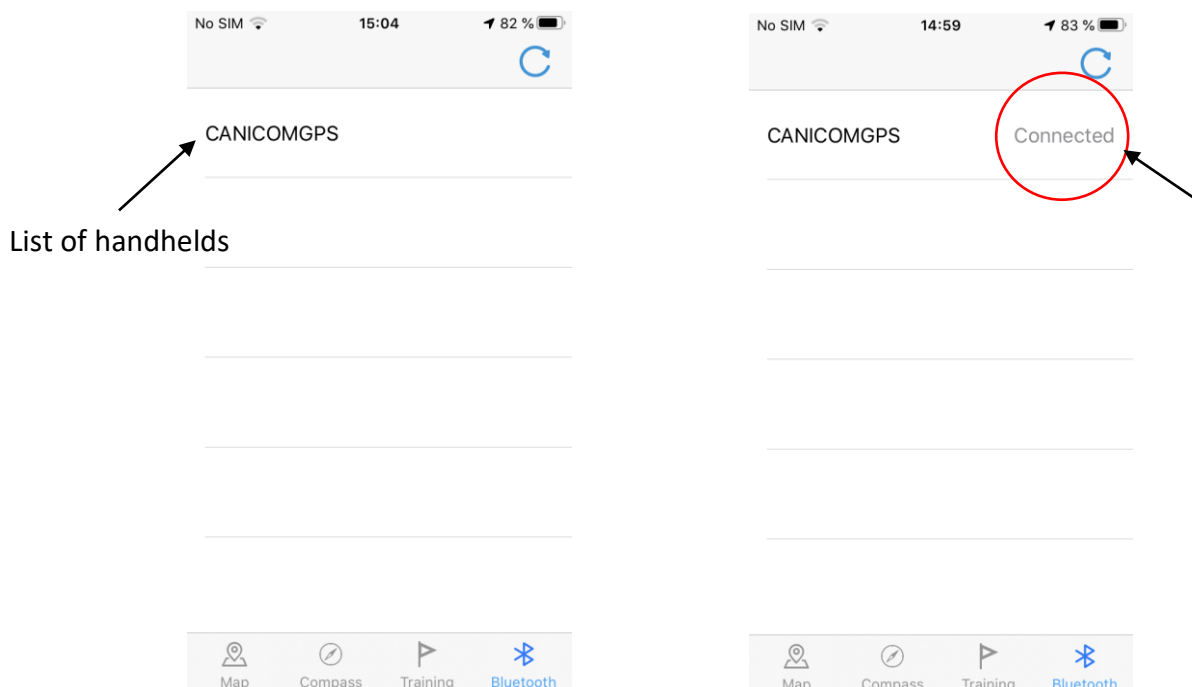 No SIM 15:04 82 %
CANICOMGPS
List of handhelds
Map Compass Training Bluetooth
No SIM 14:59 83 %
CANICOMGPS Connected
Map Compass Training Bluetooth